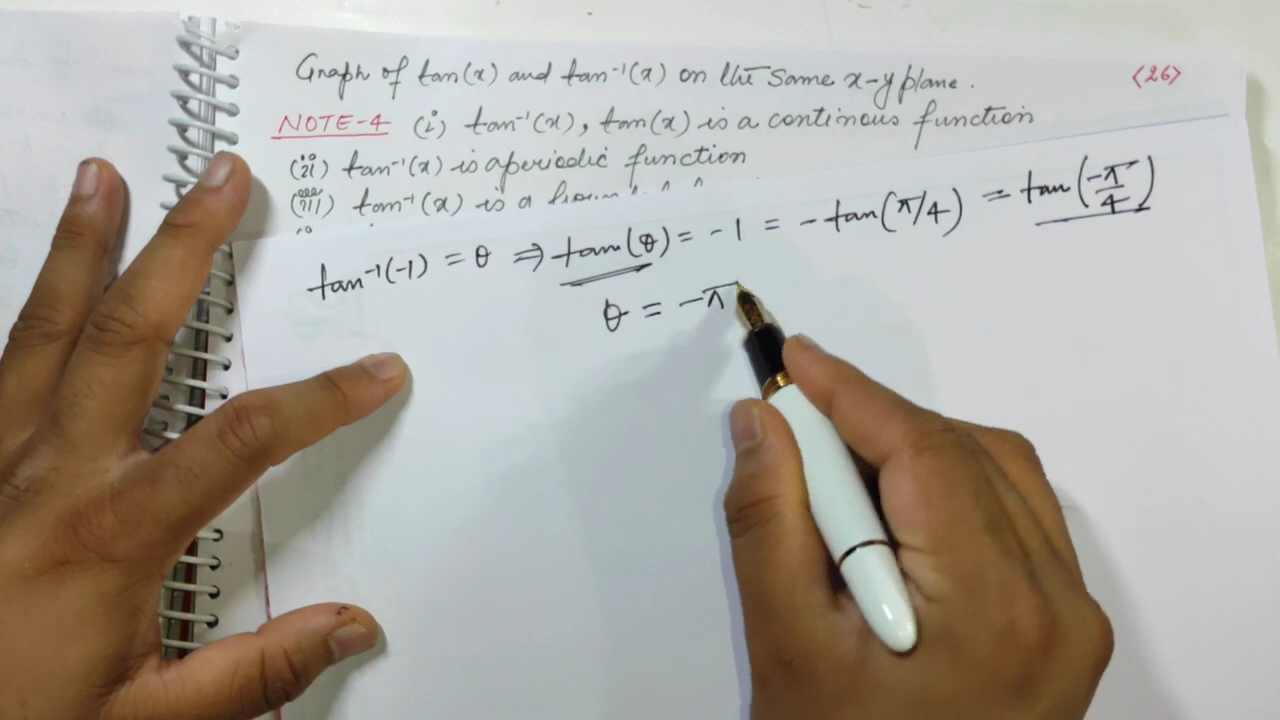 Graph of tan(x) and tan⁻¹(x) on the same x-y plane. <26>
NOTE-4 (i) tan⁻¹(x), tan(x) is a continous function
(ii) tan⁻¹(x) is aperiodic function
(iii) tan⁻¹(x) is a
tan⁻¹(-1) = θ ⇒ tan(θ) = -1 = -tan(π/4) = tan(-π/4)
θ = -π